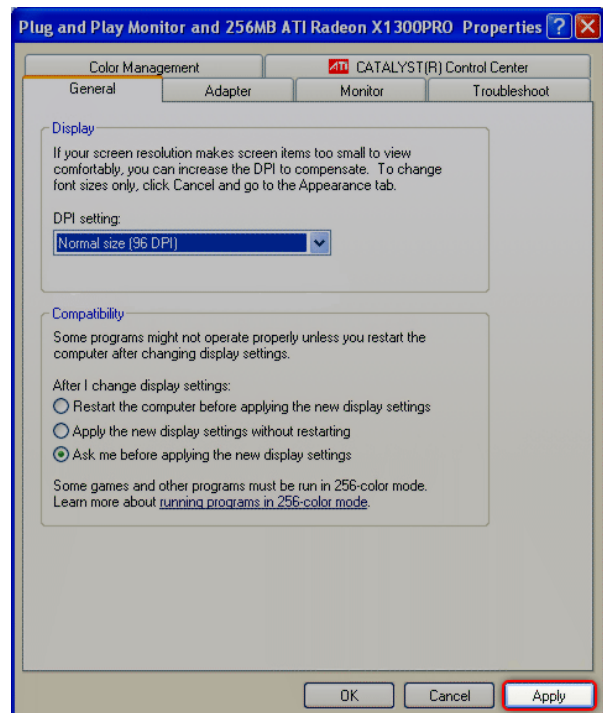 Plug and Play Monitor and 256MB ATI Radeon X1300PRO Properties
Color Management
ATI CATALYST(R) Control Center
General
Adapter
Monitor
Troubleshoot
Display
If your screen resolution makes screen items too small to view
comfortably, you can increase the DPI to compensate. To change
font sizes only, click Cancel and go to the Appearance tab.
DPI setting:
Normal size (96 DPI)
Compatibility
Some programs might not operate properly unless you restart the
computer after changing display settings.
After I change display settings:
Restart the computer before applying the new display settings
Apply the new display settings without restarting
Ask me before applying the new display settings
Some games and other programs must be run in 256-color mode.
Learn more about running programs in 256-color mode.
OK
Cancel
Apply